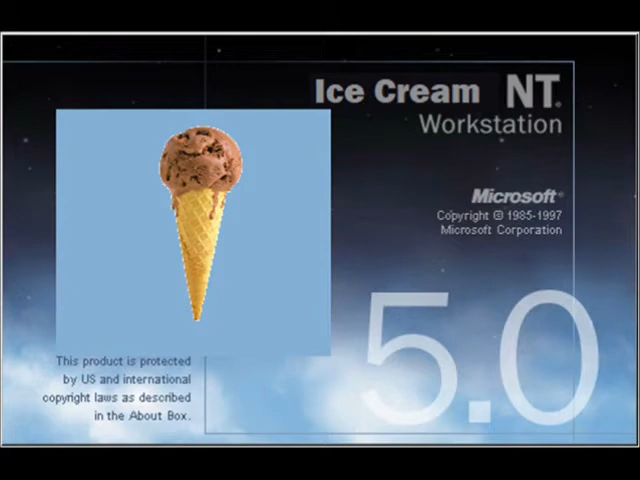 Ice Cream NT®
Workstation
Microsoft®
Copyright © 1985-1997
Microsoft Corporation
5.0
This product is protected
by US and international
copyright laws as described
in the About Box.